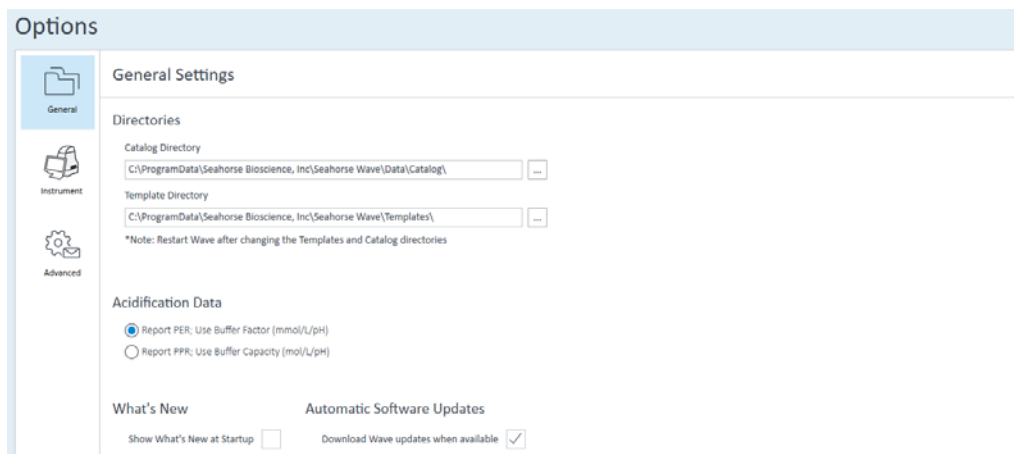 Options
General
Instrument
Advanced
General Settings
Directories
Catalog Directory
C:\ProgramData\Seahorse Bioscience, Inc\Seahorse Wave\Data\Catalog\
...
Template Directory
C:\ProgramData\Seahorse Bioscience, Inc\Seahorse Wave\Templates\
...
*Note: Restart Wave after changing the Templates and Catalog directories
Acidification Data
Report PER; Use Buffer Factor (mmol/L/pH)
Report PPR; Use Buffer Capacity (mol/L/pH)
What's New
Show What's New at Startup
Automatic Software Updates
Download Wave updates when available